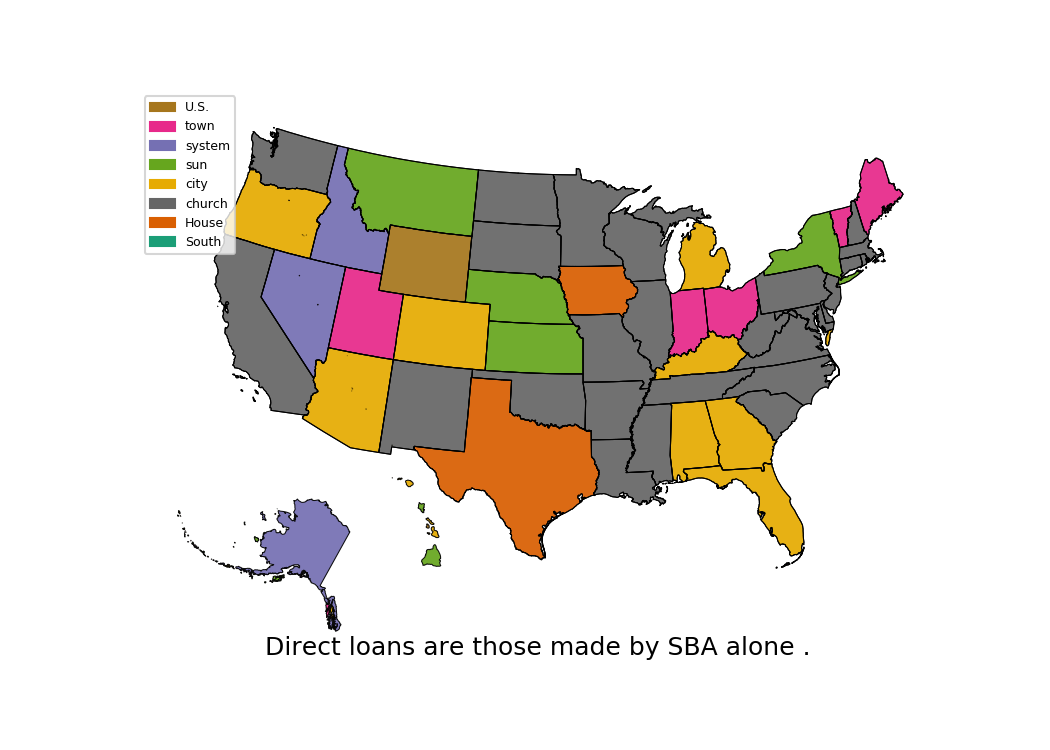 U.S.
town
system
sun
city
church
House
South
Direct loans are those made by SBA alone .